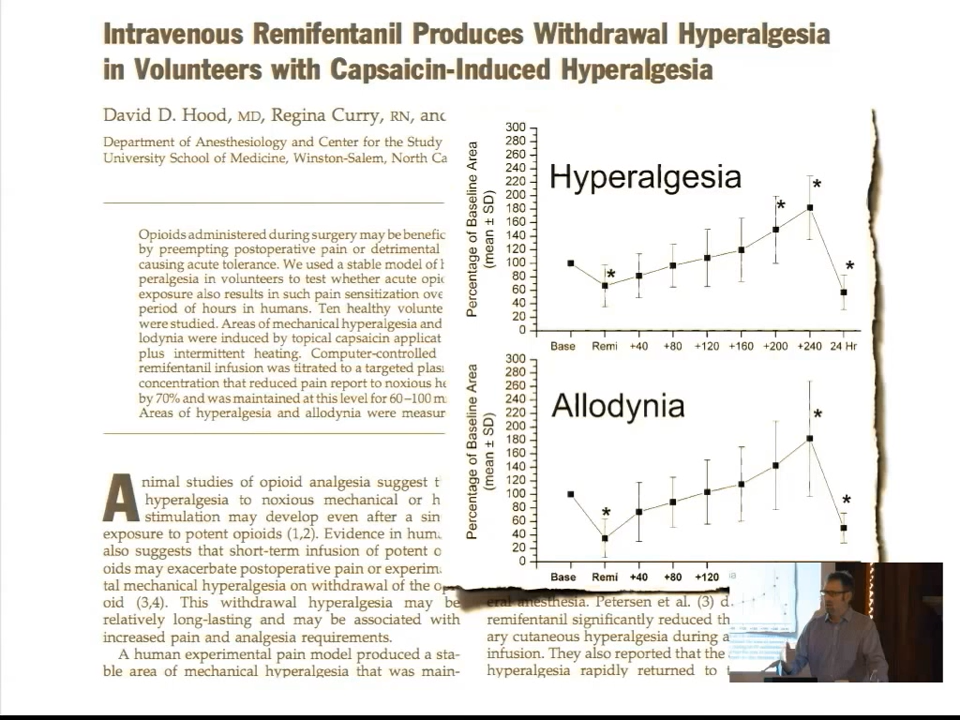 Intravenous Remifentanil Produces Withdrawal Hyperalgesia
in Volunteers with Capsaicin-Induced Hyperalgesia
David D. Hood, MD, Regina Curry, RN, and
Department of Anesthesiology and Center for the Study
University School of Medicine, Winston-Salem, North Ca
Opioids administered during surgery may be benefic
by preempting postoperative pain or detrimental
causing acute tolerance. We used a stable model of h
peralgesia in volunteers to test whether acute opio
exposure also results in such pain sensitization ove
period of hours in humans. Ten healthy volunte
were studied. Areas of mechanical hyperalgesia and
lodynia were induced by topical capsaicin applicat
plus intermittent heating. Computer-controlled
remifentanil infusion was titrated to a targeted plas
concentration that reduced pain report to noxious he
by 70% and was maintained at this level for 60–100 m
Areas of hyperalgesia and allodynia were measur
Animal studies of opioid analgesia suggest t
hyperalgesia to noxious mechanical or h
stimulation may develop even after a sin
exposure to potent opioids (1,2). Evidence in hum
also suggests that short-term infusion of potent o
oids may exacerbate postoperative pain or experim
tal mechanical hyperalgesia on withdrawal of the o
oid (3,4). This withdrawal hyperalgesia may be
relatively long-lasting and may be associated with
increased pain and analgesia requirements.
A human experimental pain model produced a sta-
ble area of mechanical hyperalgesia that was main-
Percentage of Baseline Area
(mean ± SD)
300
280
260
240
220
200
180
160
140
120
100
80
60
40
20
0
Hyperalgesia
*
*
*
*
Base Remi +40 +80 +120 +160 +200 +240 24 Hr
Percentage of Baseline Area
(mean ± SD)
300
280
260
240
220
200
180
160
140
120
100
80
60
40
20
0
Allodynia
*
*
*
Base Remi +40 +80 +120
eral anesthesia. Petersen et al. (3) d
remifentanil significantly reduced th
ary cutaneous hyperalgesia during a
infusion. They also reported that the
hyperalgesia rapidly returned to